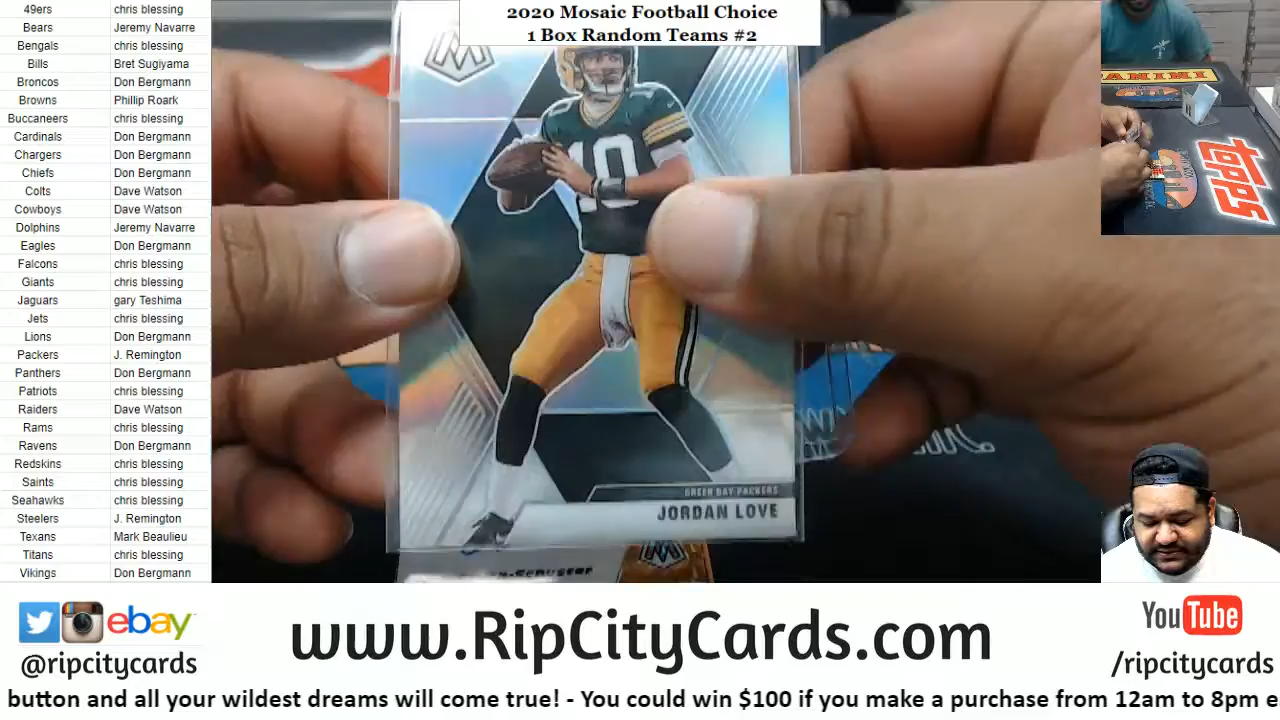 2020 Mosaic Football Choice
1 Box Random Teams #2
49ers chris blessing
Bears Jeremy Navarre
Bengals chris blessing
Bills Bret Sugiyama
Broncos Don Bergmann
Browns Phillip Roark
Buccaneers chris blessing
Cardinals Don Bergmann
Chargers Don Bergmann
Chiefs Don Bergmann
Colts Dave Watson
Cowboys Dave Watson
Dolphins Jeremy Navarre
Eagles Don Bergmann
Falcons chris blessing
Giants chris blessing
Jaguars gary Teshima
Jets chris blessing
Lions Don Bergmann
Packers J. Remington
Panthers Don Bergmann
Patriots chris blessing
Raiders Dave Watson
Rams chris blessing
Ravens Don Bergmann
Redskins chris blessing
Saints chris blessing
Seahawks chris blessing
Steelers J. Remington
Texans Mark Beaulieu
Titans chris blessing
Vikings Don Bergmann
10
GREEN BAY PACKERS
JORDAN LOVE
PANINI
TOPPS
ebay
@ripcitycards
www.RipCityCards.com
YouTube
/ripcitycards
button and all your wildest dreams will come true! - You could win $100 if you make a purchase from 12am to 8pm e